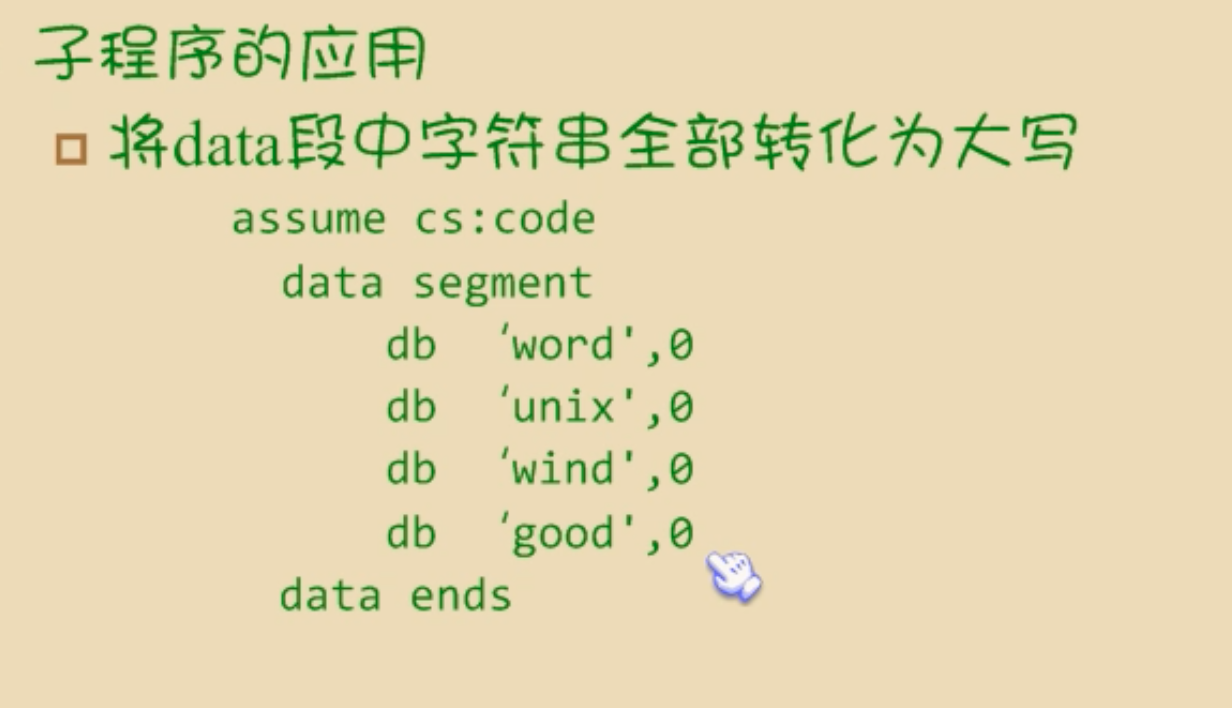 子程序的应用
将data段中字符串全部转化为大写
assume cs:code
data segment
db ‘word',0
db ‘unix',0
db ‘wind',0
db ‘good',0
data ends